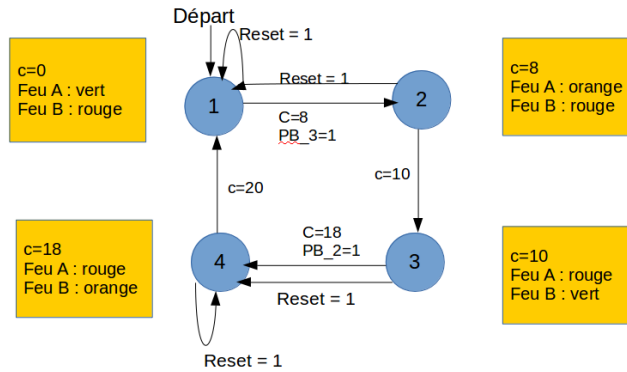 Départ
Reset = 1
c=0
Feu A : vert
Feu B : rouge
1
Reset = 1
2
c=8
Feu A : orange
Feu B : rouge
C=8
PB_3=1
c=10
c=20
c=18
Feu A : rouge
Feu B : orange
4
C=18
PB_2=1
3
c=10
Feu A : rouge
Feu B : vert
Reset = 1
Reset = 1